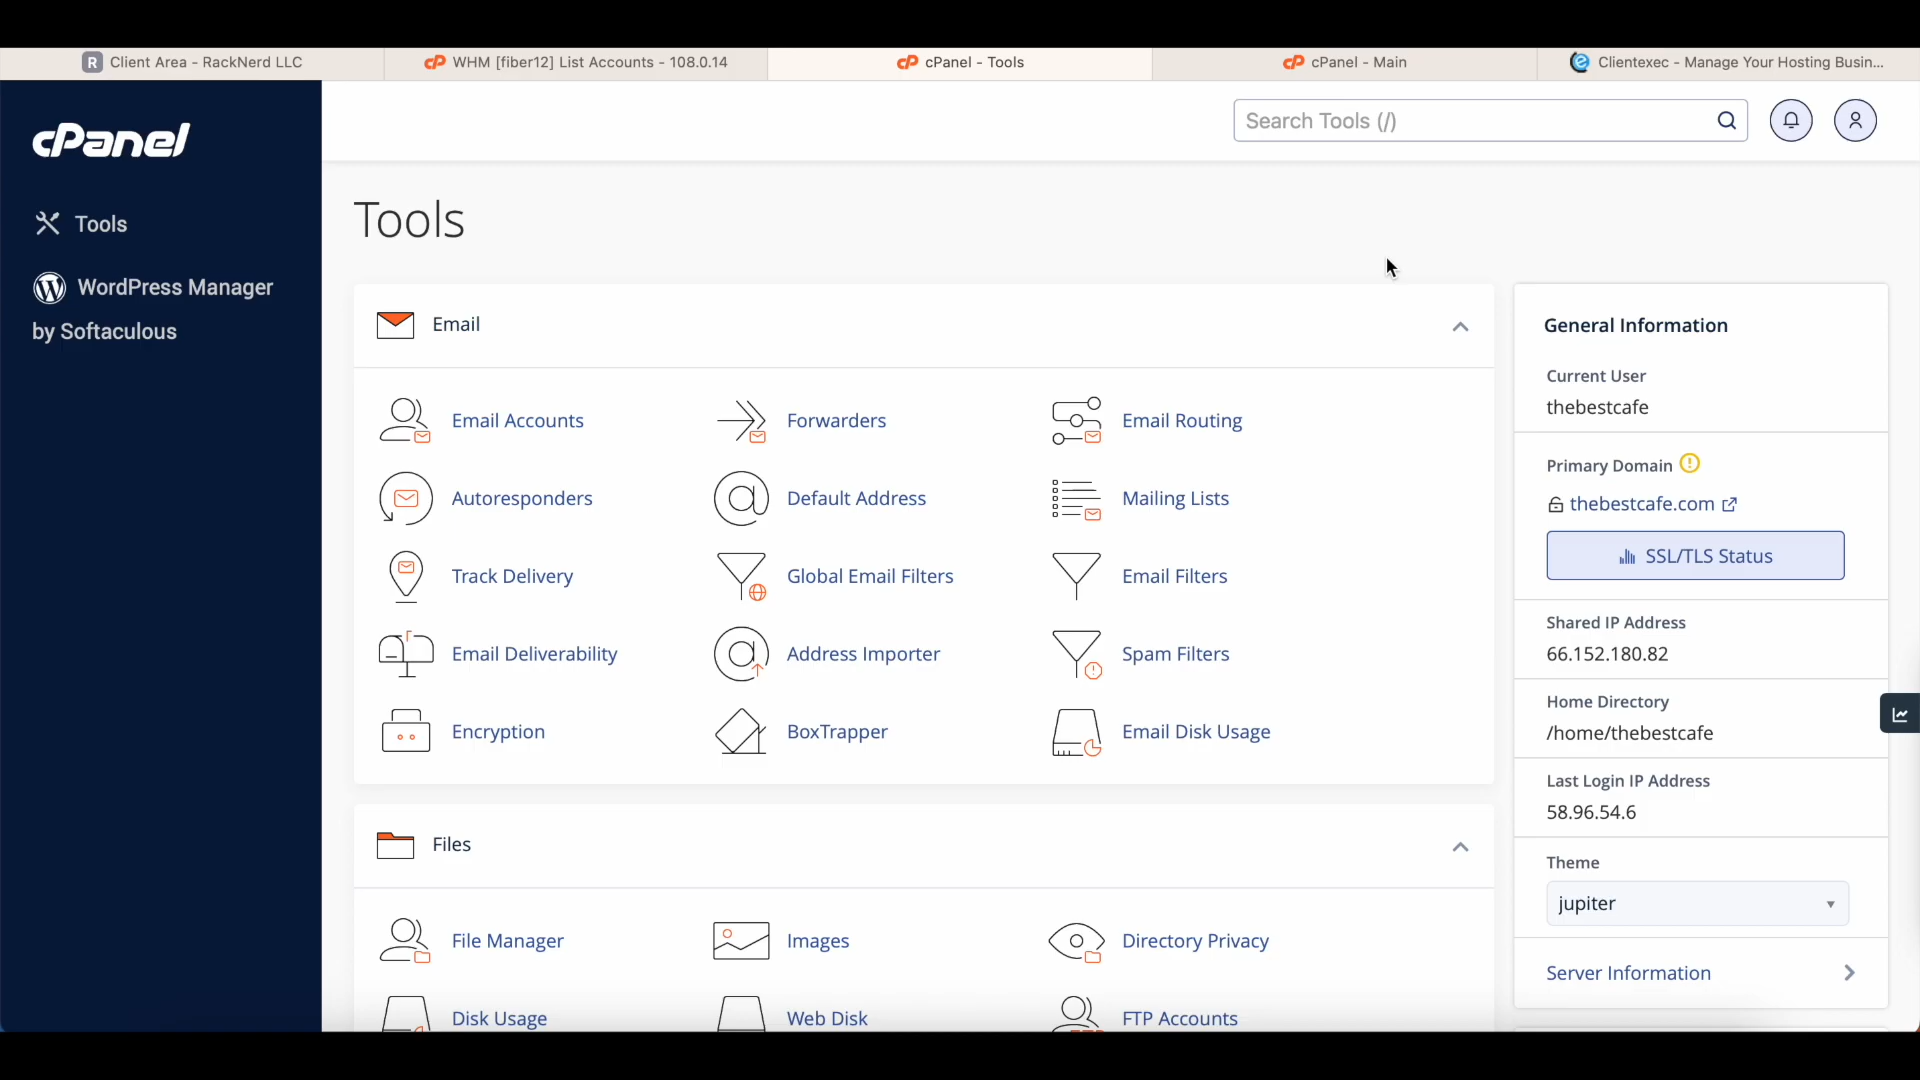 R Client Area - RackNerd LLC
cP WHM [fiber12] List Accounts - 108.0.14
cP cPanel - Tools
cP cPanel - Main
Clientexec - Manage Your Hosting Busin...
cPanel
Search Tools (/)
Tools
WordPress Manager
by Softaculous
Tools
Email
Email Accounts
Forwarders
Email Routing
Autoresponders
Default Address
Mailing Lists
Track Delivery
Global Email Filters
Email Filters
Email Deliverability
Address Importer
Spam Filters
Encryption
BoxTrapper
Email Disk Usage
Files
File Manager
Images
Directory Privacy
Disk Usage
Web Disk
FTP Accounts
General Information
Current User
thebestcafe
Primary Domain
thebestcafe.com
SSL/TLS Status
Shared IP Address
66.152.180.82
Home Directory
/home/thebestcafe
Last Login IP Address
58.96.54.6
Theme
jupiter
Server Information